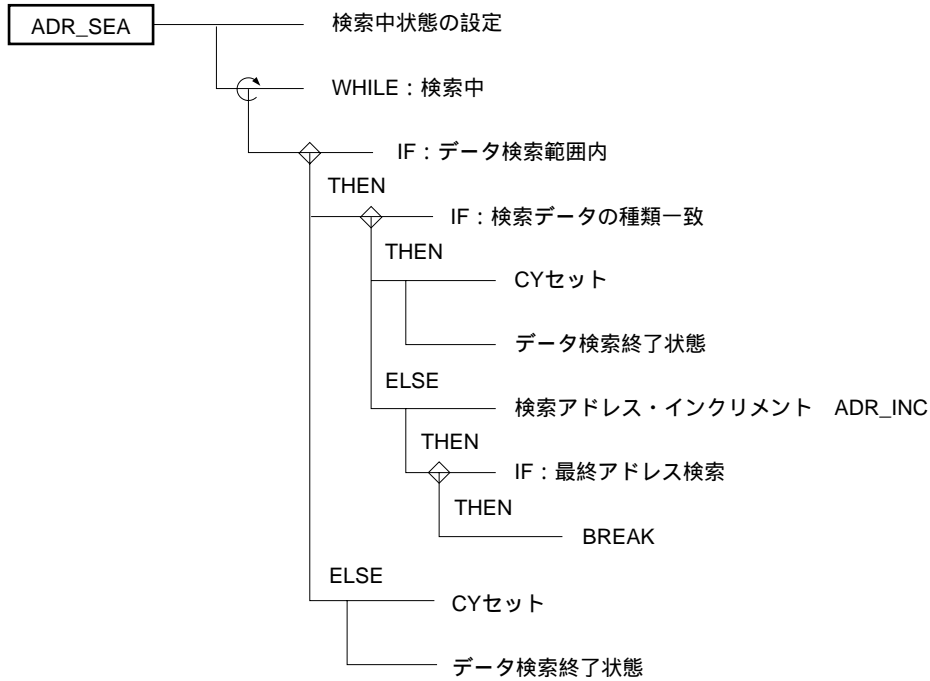 ADR_SEA
検索中状態の設定
WHILE:検索中
IF:データ検索範囲内
THEN
IF:検索データの種類一致
THEN
CYセット
データ検索終了状態
ELSE
検索アドレス・インクリメント ADR_INC
THEN
IF:最終アドレス検索
THEN
BREAK
ELSE
CYセット
データ検索終了状態